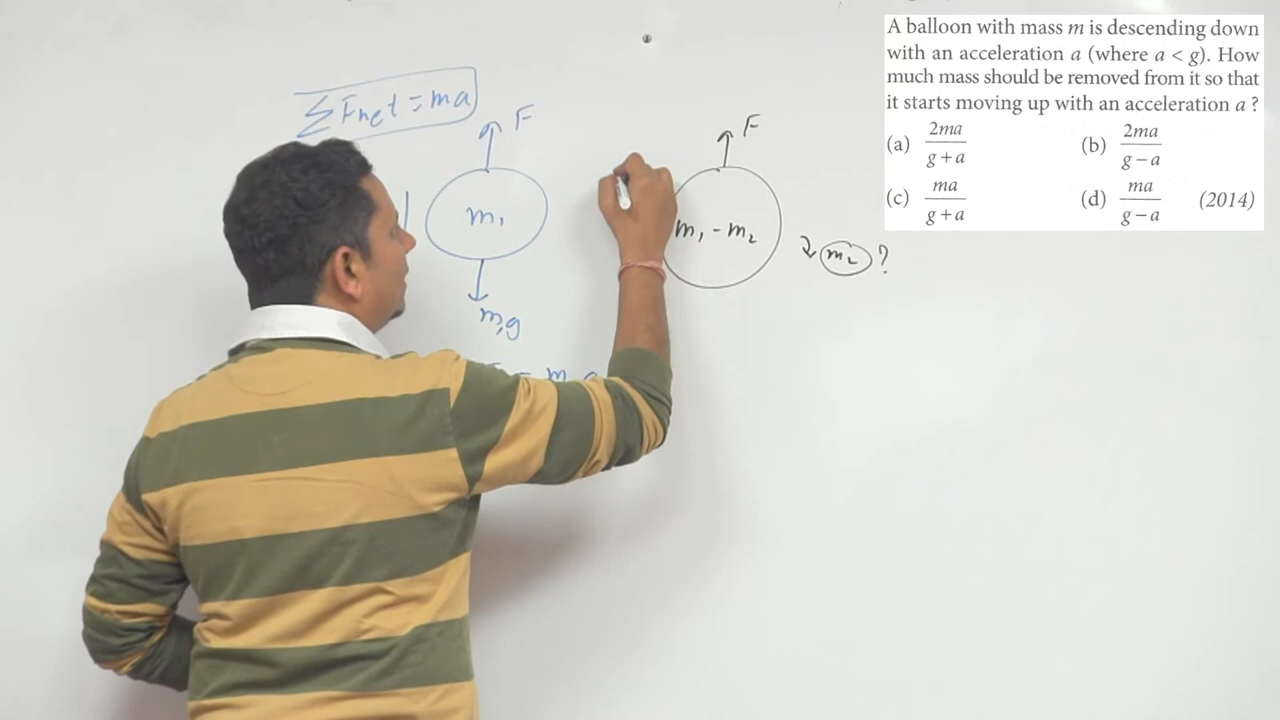 ∑Fnet = ma
F
m₁
m₁g
F
m₁ - m₂
m₂ ?
A balloon with mass m is descending down
with an acceleration a (where a < g). How
much mass should be removed from it so that
it starts moving up with an acceleration a ?
(a) 2ma / g + a (b) 2ma / g − a
(c) ma / g + a (d) ma / g − a (2014)